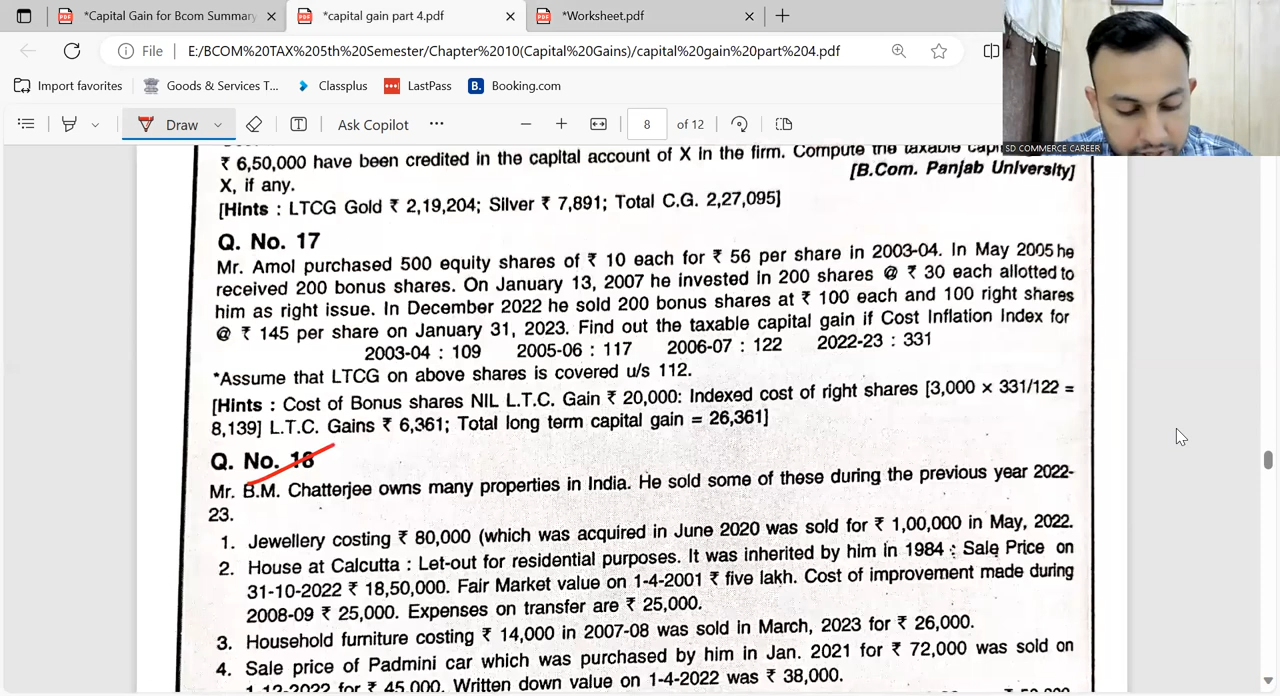 *Capital Gain for Bcom Summary
*capital gain part 4.pdf
*Worksheet.pdf
File
E:/BCOM%20TAX%205th%20Semester/Chapter%2010(Capital%20Gains)/capital%20gain%20part%204.pdf
Import favorites
Goods & Services T...
Classplus
LastPass
B. Booking.com
Draw
Ask Copilot
8 of 12
SD COMMERCE CAREER
₹ 6,50,000 have been credited in the capital account of X in the firm. Compute the taxable capi
X, if any.
[B.Com. Panjab University]
[Hints : LTCG Gold ₹ 2,19,204; Silver ₹ 7,891; Total C.G. 2,27,095]
Q. No. 17
Mr. Amol purchased 500 equity shares of ₹ 10 each for ₹ 56 per share in 2003-04. In May 2005 he
received 200 bonus shares. On January 13, 2007 he invested in 200 shares @ ₹ 30 each allotted to
him as right issue. In December 2022 he sold 200 bonus shares at ₹ 100 each and 100 right shares
@ ₹ 145 per share on January 31, 2023. Find out the taxable capital gain if Cost Inflation Index for
2003-04 : 109 2005-06 : 117 2006-07 : 122 2022-23 : 331
*Assume that LTCG on above shares is covered u/s 112.
[Hints : Cost of Bonus shares NIL L.T.C. Gain ₹ 20,000: Indexed cost of right shares [3,000 × 331/122 =
8,139] L.T.C. Gains ₹ 6,361; Total long term capital gain = 26,361]
Q. No. 18
Mr. B.M. Chatterjee owns many properties in India. He sold some of these during the previous year 2022-
23.
1. Jewellery costing ₹ 80,000 (which was acquired in June 2020 was sold for ₹ 1,00,000 in May, 2022.
2. House at Calcutta : Let-out for residential purposes. It was inherited by him in 1984 : Sale Price on
31-10-2022 ₹ 18,50,000. Fair Market value on 1-4-2001 ₹ five lakh. Cost of improvement made during
2008-09 ₹ 25,000. Expenses on transfer are ₹ 25,000.
3. Household furniture costing ₹ 14,000 in 2007-08 was sold in March, 2023 for ₹ 26,000.
4. Sale price of Padmini car which was purchased by him in Jan. 2021 for ₹ 72,000 was sold on
1-12-2022 for ₹ 45,000. Written down value on 1-4-2022 was ₹ 38,000.